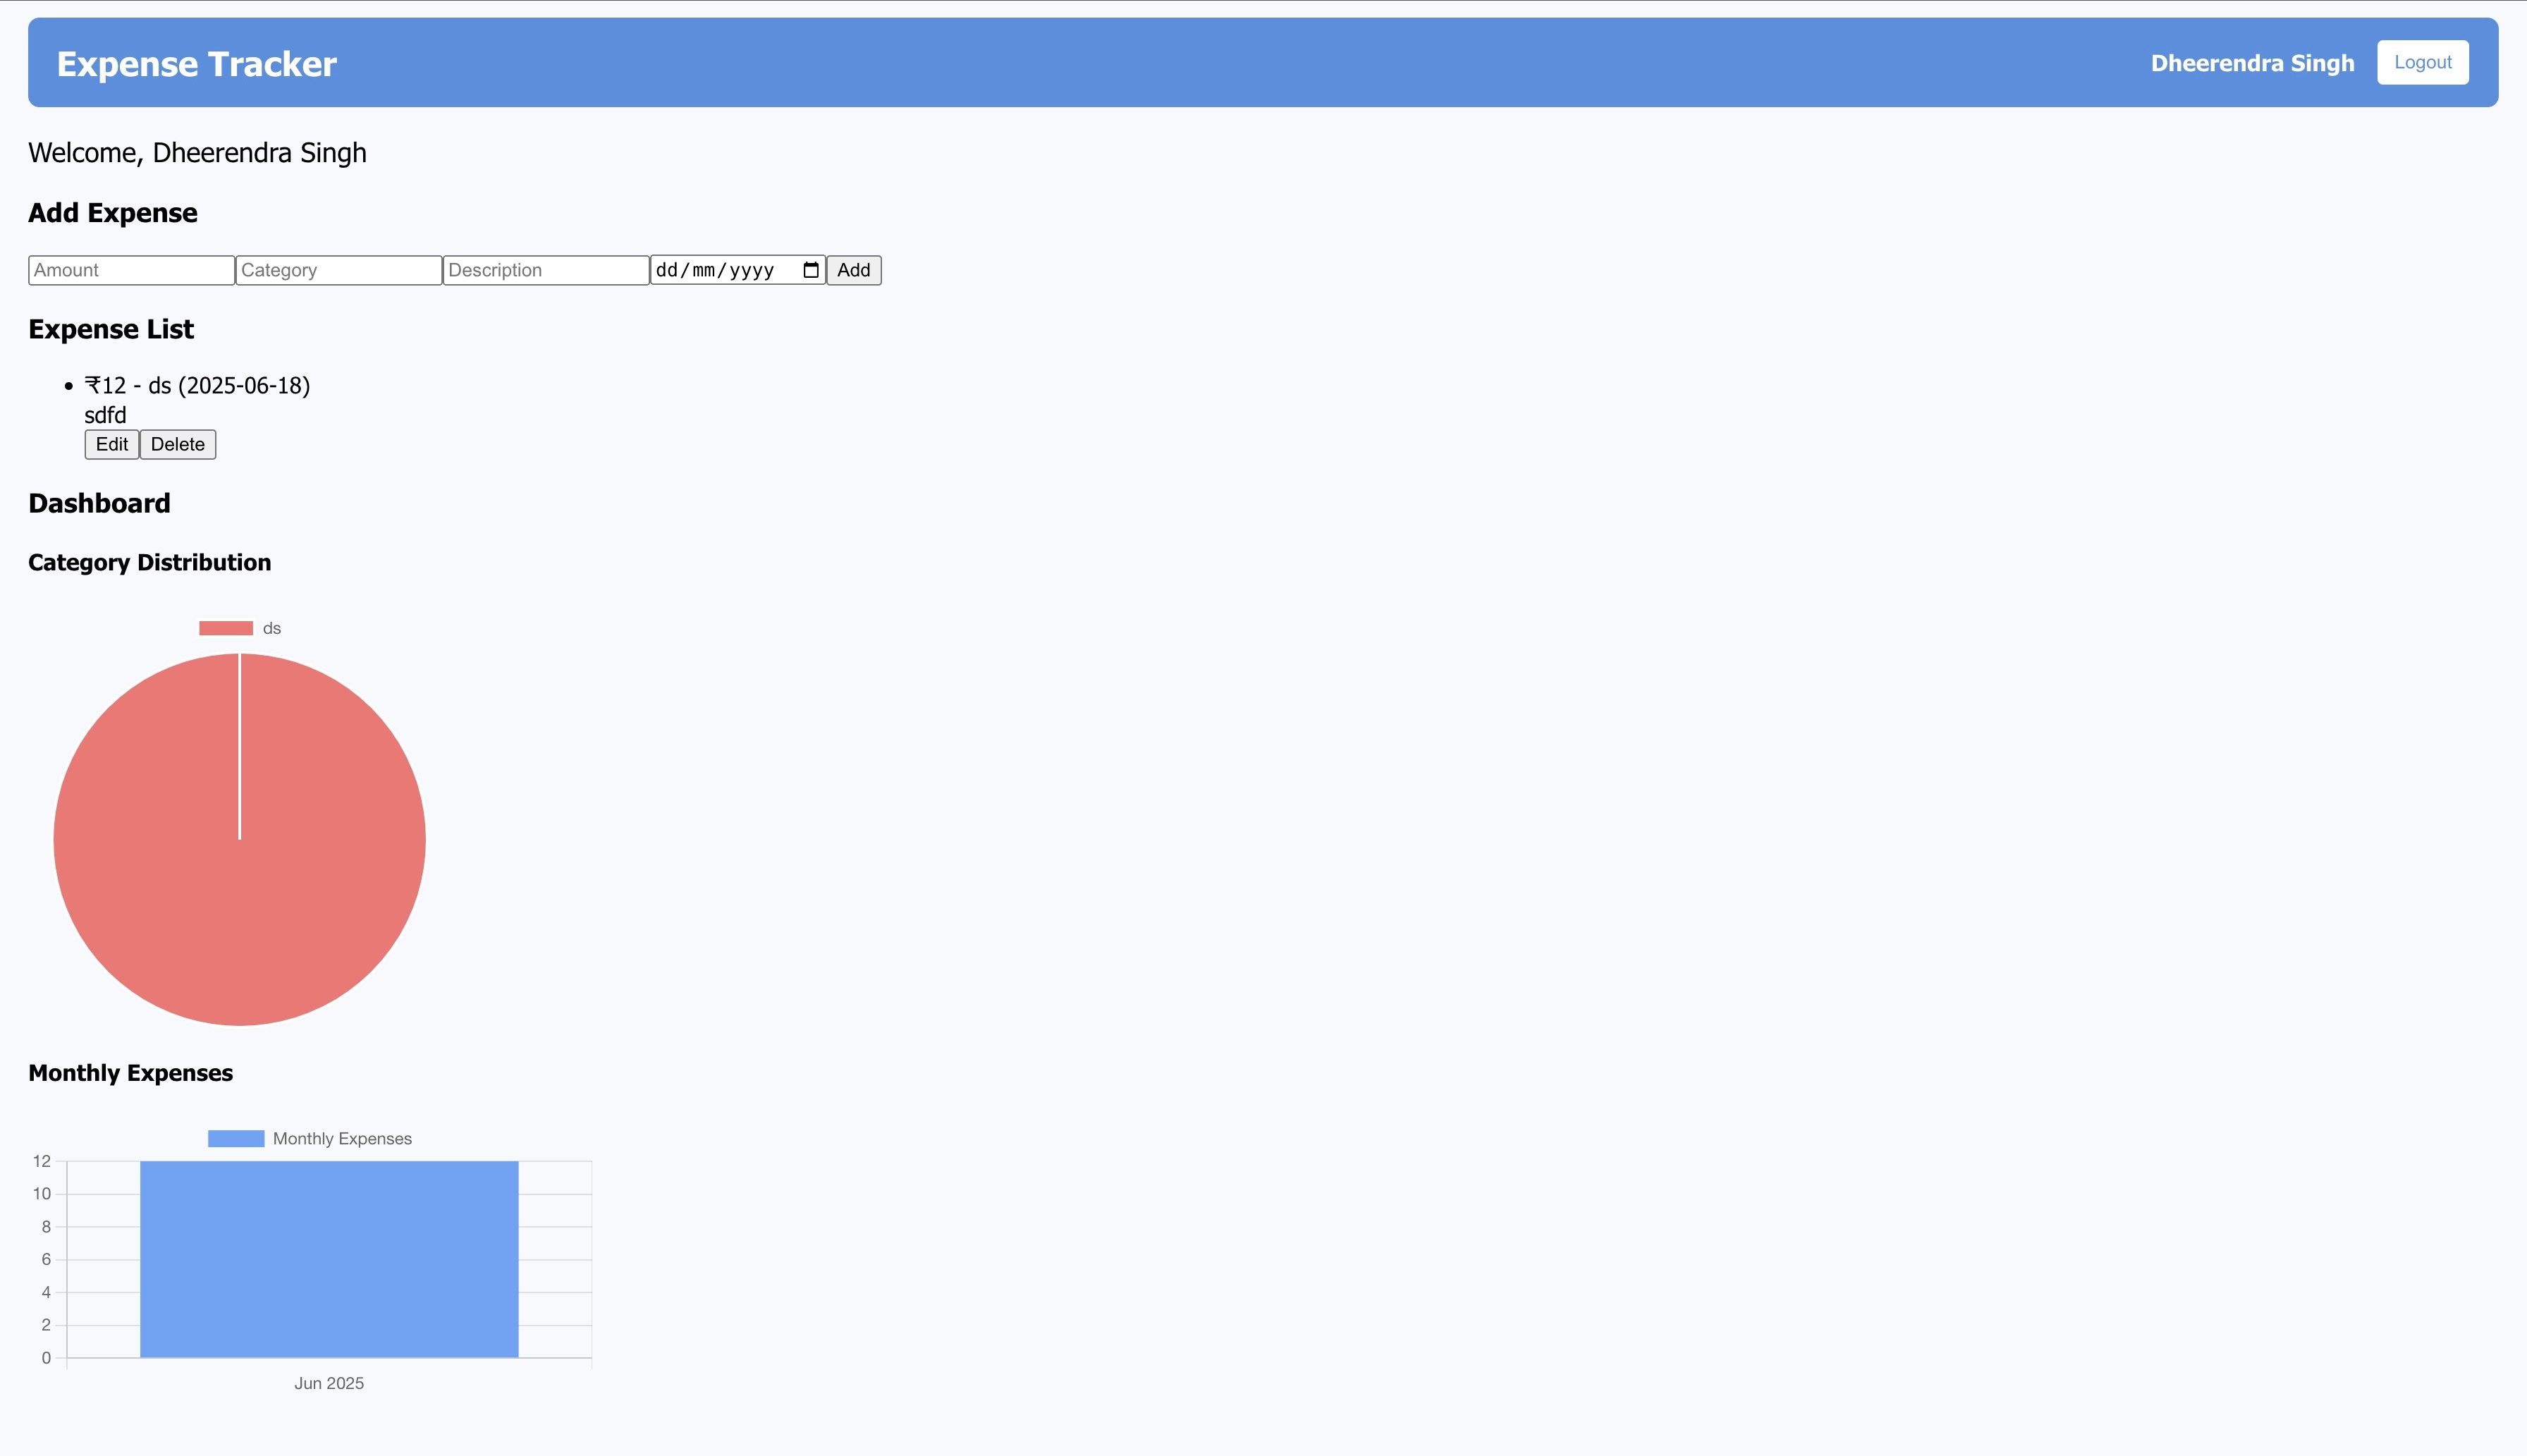 Expense Tracker
Dheerendra Singh
Logout
Welcome, Dheerendra Singh
Add Expense
Amount Category Description dd/mm/yyyy Add
Expense List
• ₹12 - ds (2025-06-18)
sdfd
Edit Delete
Dashboard
Category Distribution
ds
Monthly Expenses
Monthly Expenses
12
10
8
6
4
2
0
Jun 2025